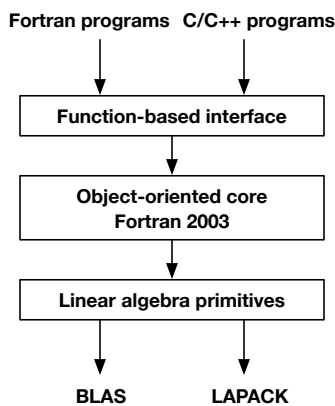 Fortran programs C/C++ programs
Function-based interface
Object-oriented core
Fortran 2003
Linear algebra primitives
BLAS LAPACK